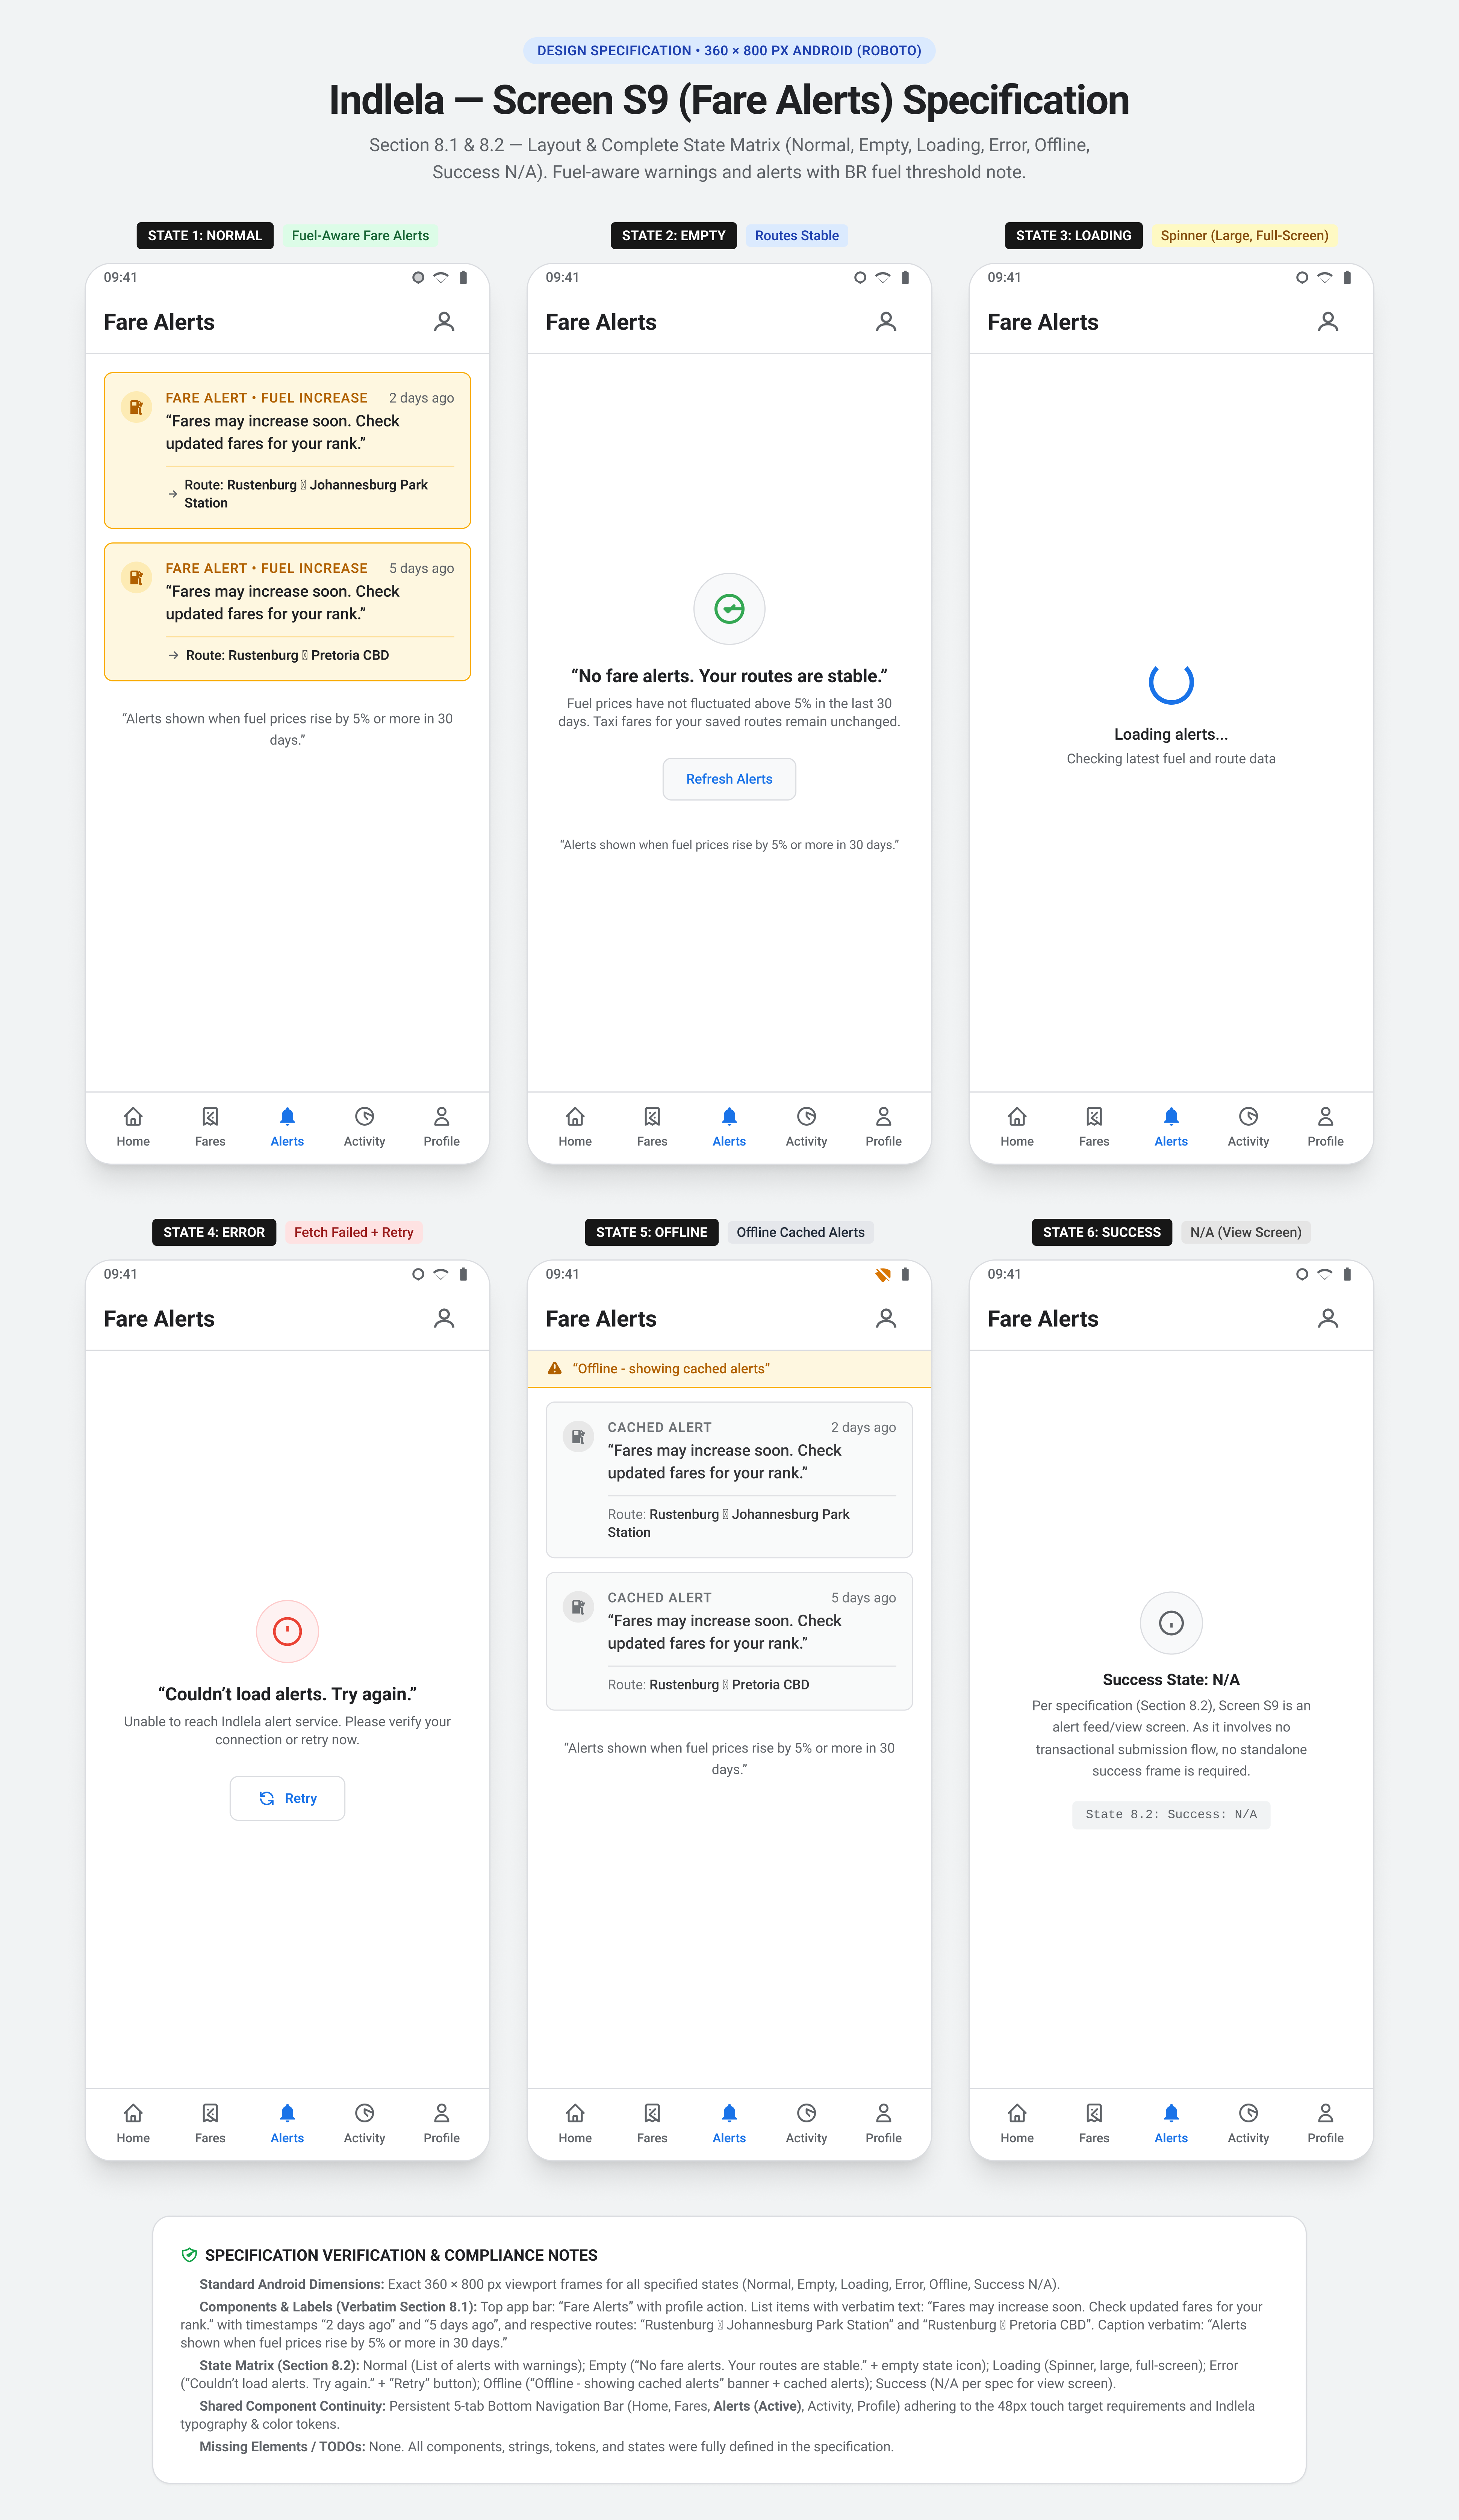 DESIGN SPECIFICATION • 360 × 800 PX ANDROID (ROBOTO)
Indlela — Screen S9 (Fare Alerts) Specification
Section 8.1 & 8.2 — Layout & Complete State Matrix (Normal, Empty, Loading, Error, Offline,
Success N/A). Fuel-aware warnings and alerts with BR fuel threshold note.
STATE 1: NORMAL Fuel-Aware Fare Alerts
09:41
Fare Alerts
FARE ALERT • FUEL INCREASE 2 days ago
“Fares may increase soon. Check
updated fares for your rank.”
→ Route: Rustenburg ▯ Johannesburg Park
Station
FARE ALERT • FUEL INCREASE 5 days ago
“Fares may increase soon. Check
updated fares for your rank.”
→ Route: Rustenburg ▯ Pretoria CBD
“Alerts shown when fuel prices rise by 5% or more in 30
days.”
Home Fares Alerts Activity Profile
STATE 2: EMPTY Routes Stable
09:41
Fare Alerts
“No fare alerts. Your routes are stable.”
Fuel prices have not fluctuated above 5% in the last 30
days. Taxi fares for your saved routes remain unchanged.
Refresh Alerts
“Alerts shown when fuel prices rise by 5% or more in 30 days.”
Home Fares Alerts Activity Profile
STATE 3: LOADING Spinner (Large, Full-Screen)
09:41
Fare Alerts
Loading alerts...
Checking latest fuel and route data
Home Fares Alerts Activity Profile
STATE 4: ERROR Fetch Failed + Retry
09:41
Fare Alerts
“Couldn’t load alerts. Try again.”
Unable to reach Indlela alert service. Please verify your
connection or retry now.
Retry
Home Fares Alerts Activity Profile
STATE 5: OFFLINE Offline Cached Alerts
09:41
Fare Alerts
“Offline - showing cached alerts”
CACHED ALERT 2 days ago
“Fares may increase soon. Check
updated fares for your rank.”
Route: Rustenburg ▯ Johannesburg Park
Station
CACHED ALERT 5 days ago
“Fares may increase soon. Check
updated fares for your rank.”
Route: Rustenburg ▯ Pretoria CBD
“Alerts shown when fuel prices rise by 5% or more in 30
days.”
Home Fares Alerts Activity Profile
STATE 6: SUCCESS N/A (View Screen)
09:41
Fare Alerts
Success State: N/A
Per specification (Section 8.2), Screen S9 is an
alert feed/view screen. As it involves no
transactional submission flow, no standalone
success frame is required.
State 8.2: Success: N/A
Home Fares Alerts Activity Profile
SPECIFICATION VERIFICATION & COMPLIANCE NOTES
Standard Android Dimensions: Exact 360 × 800 px viewport frames for all specified states (Normal, Empty, Loading, Error, Offline, Success N/A).
Components & Labels (Verbatim Section 8.1): Top app bar: “Fare Alerts” with profile action. List items with verbatim text: “Fares may increase soon. Check updated fares for your
rank.” with timestamps “2 days ago” and “5 days ago”, and respective routes: “Rustenburg ▯ Johannesburg Park Station” and “Rustenburg ▯ Pretoria CBD”. Caption verbatim: “Alerts
shown when fuel prices rise by 5% or more in 30 days.”
State Matrix (Section 8.2): Normal (List of alerts with warnings); Empty (“No fare alerts. Your routes are stable.” + empty state icon); Loading (Spinner, large, full-screen); Error
(“Couldn’t load alerts. Try again.” + “Retry” button); Offline (“Offline - showing cached alerts” banner + cached alerts); Success (N/A per spec for view screen).
Shared Component Continuity: Persistent 5-tab Bottom Navigation Bar (Home, Fares, Alerts (Active), Activity, Profile) adhering to the 48px touch target requirements and Indlela
typography & color tokens.
Missing Elements / TODOs: None. All components, strings, tokens, and states were fully defined in the specification.